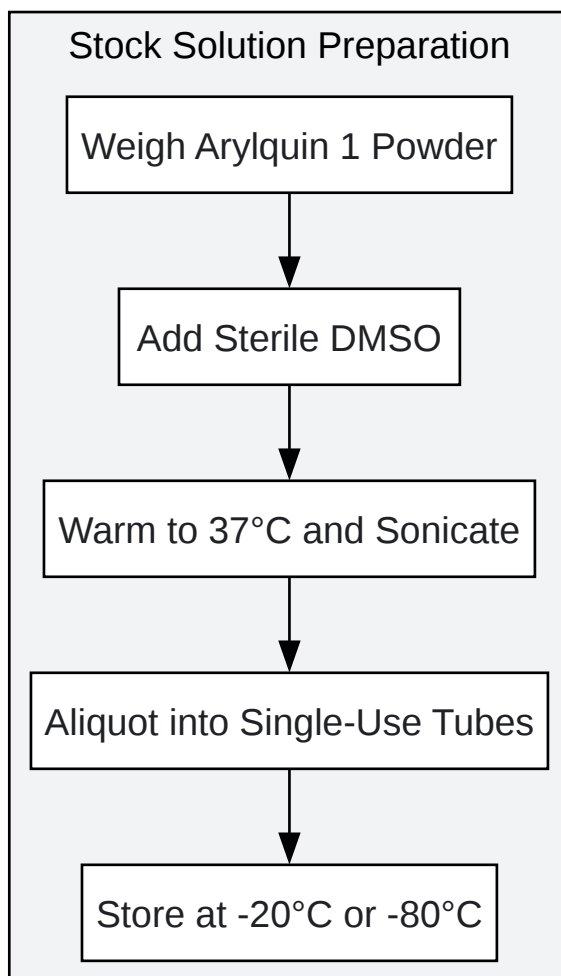 Stock Solution Preparation
Weigh Arylquin 1 Powder
Add Sterile DMSO
Warm to 37°C and Sonicate
Aliquot into Single-Use Tubes
Store at -20°C or -80°C